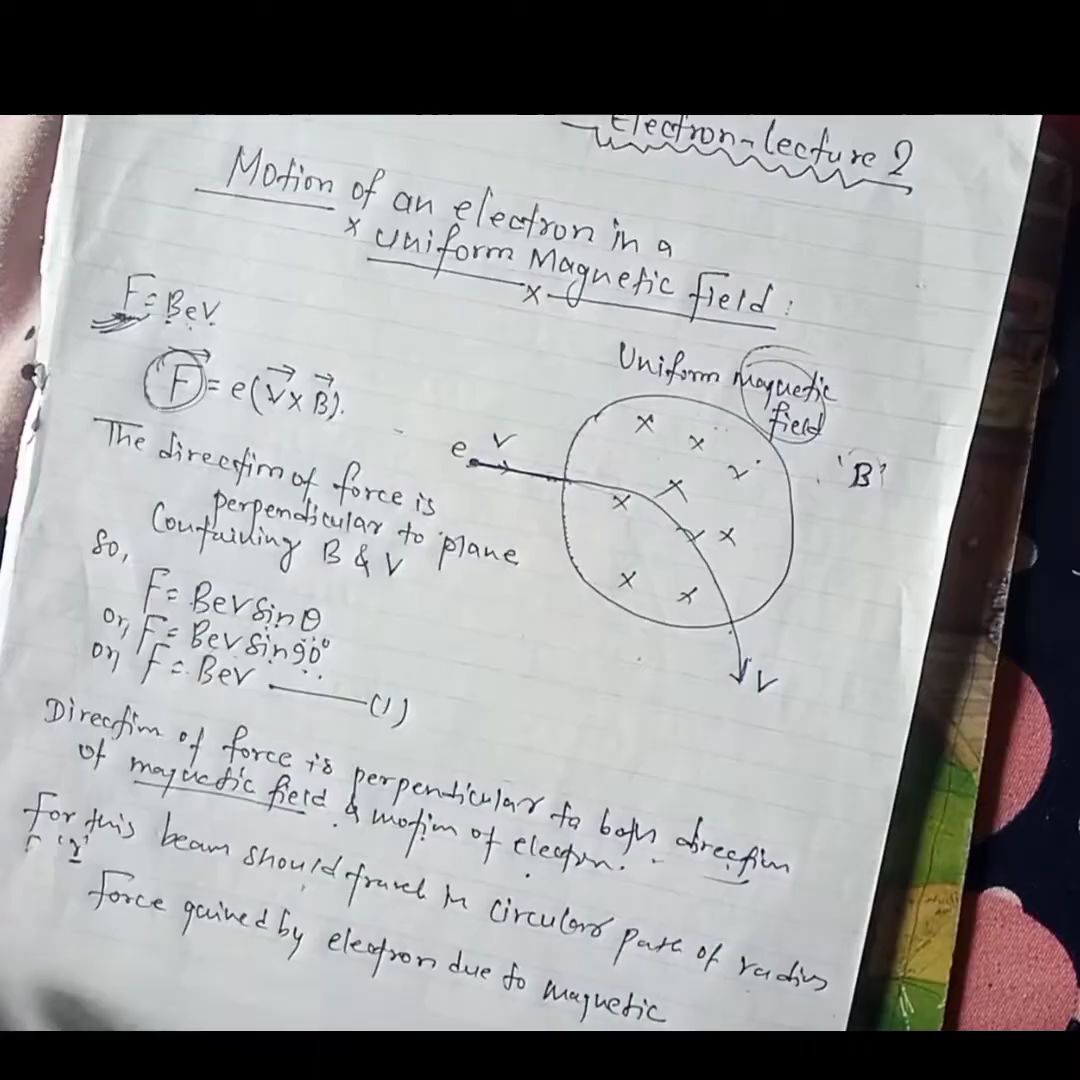 Electron-lecture 2
Motion of an electron in a
x Uniform Magnetic field :
x
F = BeV
F = e(V x B).
Uniform Magnetic
field
'B'
e V
The direction of force is
perpendicular to plane
Containing B & V
So,
F = BeV Sinθ
or, F = BeV Sin90°
or, F = BeV ——— (1)
V
Direction of force is perpendicular to both direction
of magnetic field & motion of electron.
For this beam should travel in circular path of radius
'r'
Force gained by electron due to magnetic